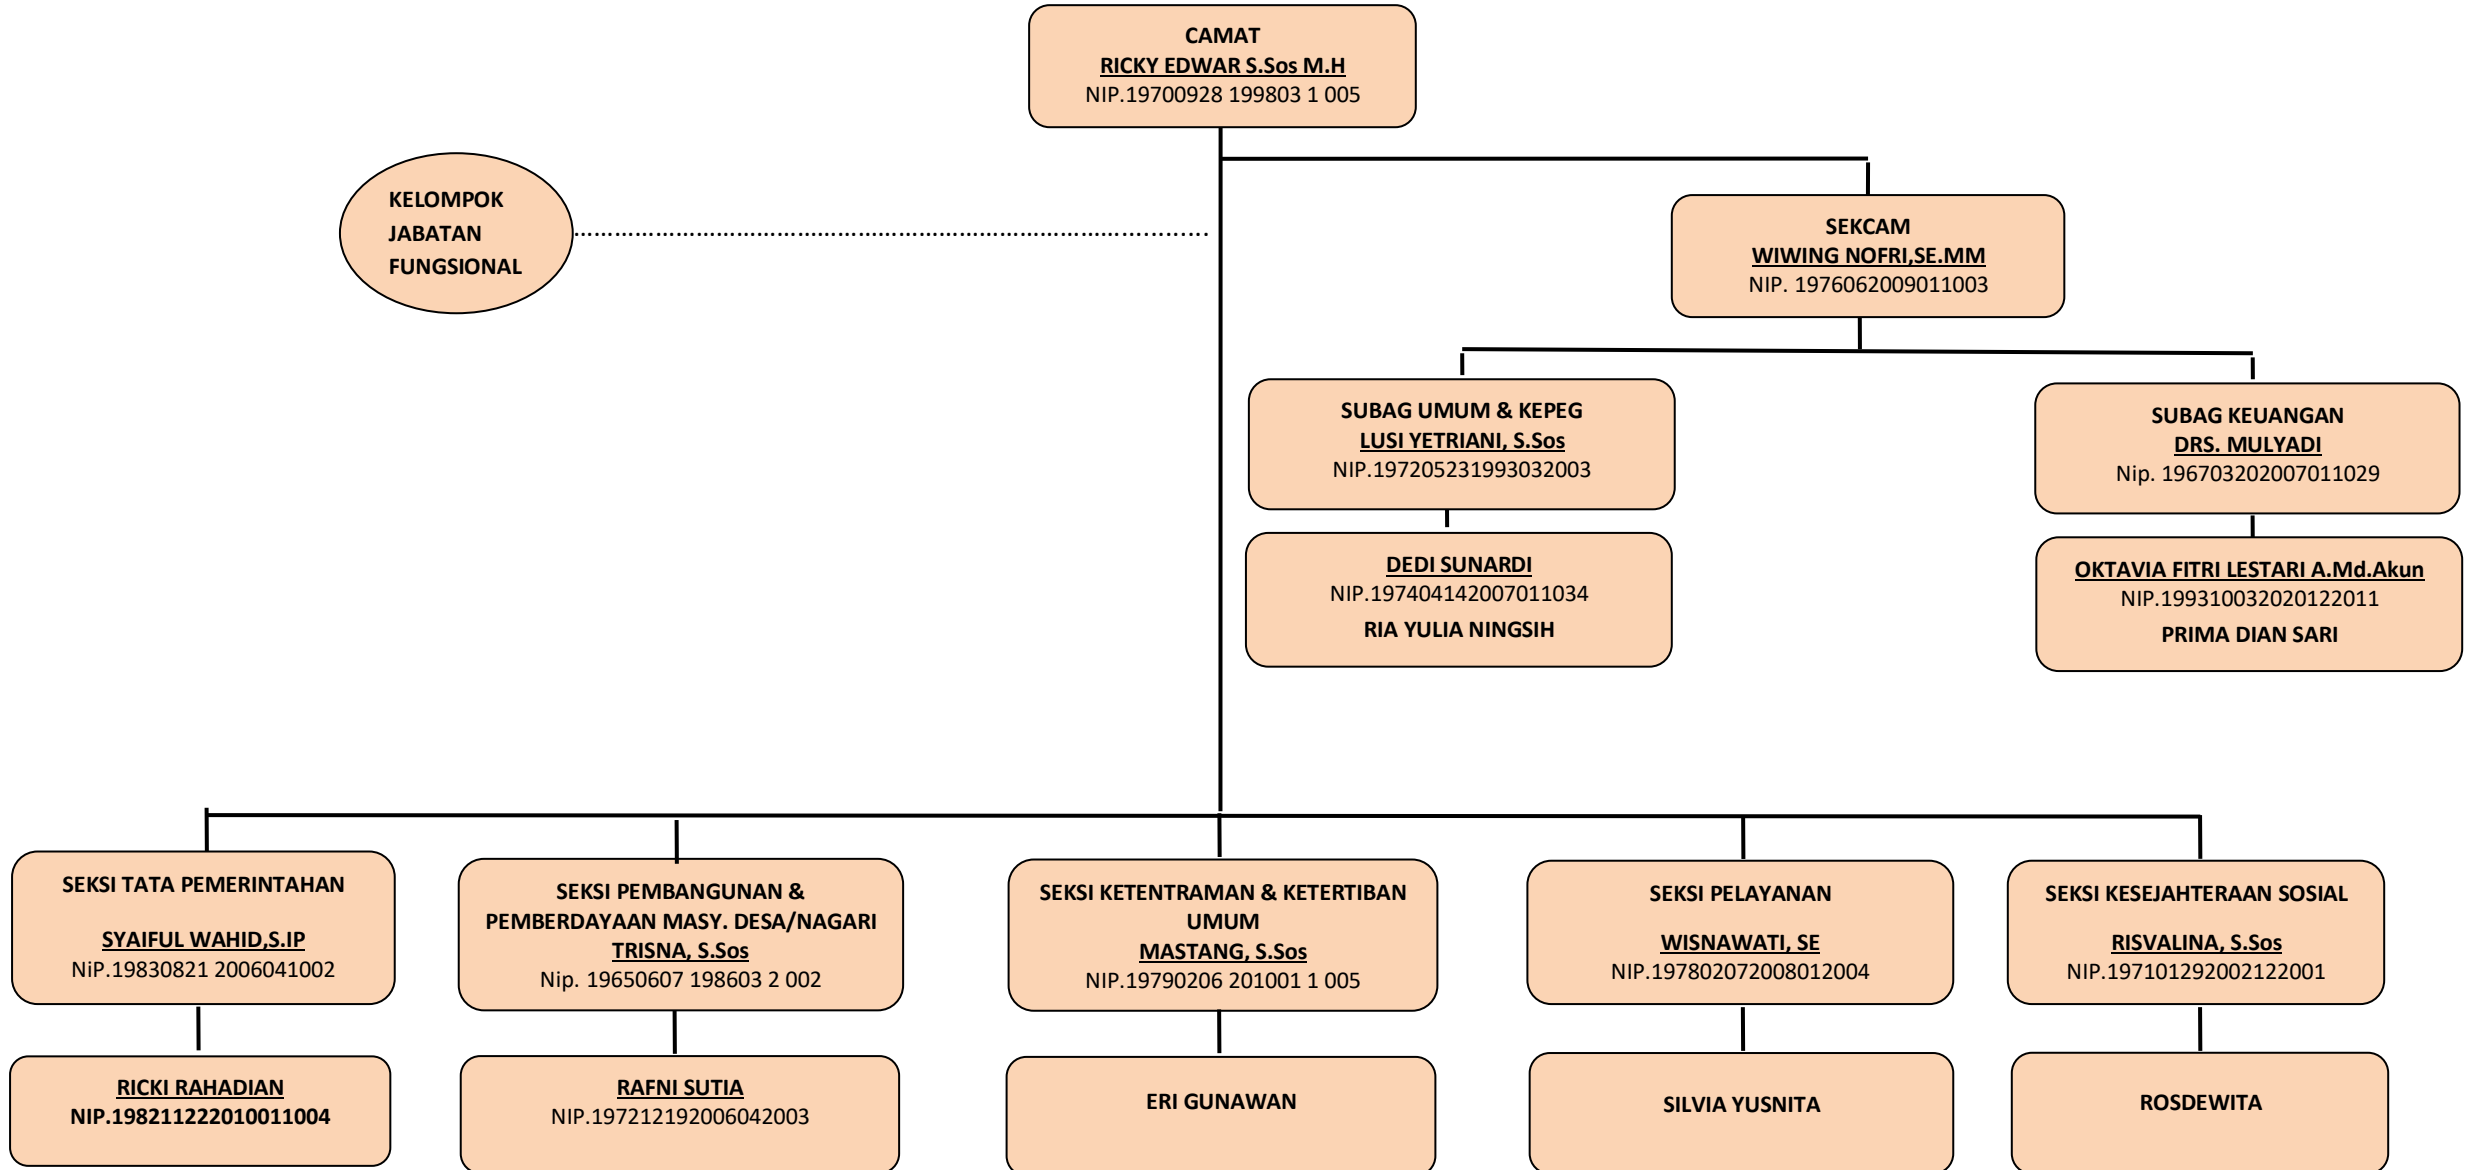 CAMAT
RICKY EDWAR S.Sos M.H
NIP.19700928 199803 1 005
KELOMPOK
JABATAN
FUNGSIONAL
SEKCAM
WIWING NOFRI,SE.MM
NIP. 1976062009011003
SUBAG UMUM & KEPEG
LUSI YETRIANI, S.Sos
NIP.197205231993032003
SUBAG KEUANGAN
DRS. MULYADI
Nip. 196703202007011029
DEDI SUNARDI
NIP.197404142007011034
RIA YULIA NINGSIH
OKTAVIA FITRI LESTARI A.Md.Akun
NIP.199310032020122011
PRIMA DIAN SARI
SEKSI TATA PEMERINTAHAN
SYAIFUL WAHID,S.IP
NiP.19830821 2006041002
SEKSI PEMBANGUNAN &
PEMBERDAYAAN MASY. DESA/NAGARI
TRISNA, S.Sos
Nip. 19650607 198603 2 002
SEKSI KETENTRAMAN & KETERTIBAN
UMUM
MASTANG, S.Sos
NIP.19790206 201001 1 005
SEKSI PELAYANAN
WISNAWATI, SE
NIP.197802072008012004
SEKSI KESEJAHTERAAN SOSIAL
RISVALINA, S.Sos
NIP.197101292002122001
RICKI RAHADIAN
NIP.198211222010011004
RAFNI SUTIA
NIP.197212192006042003
ERI GUNAWAN
SILVIA YUSNITA
ROSDEWITA